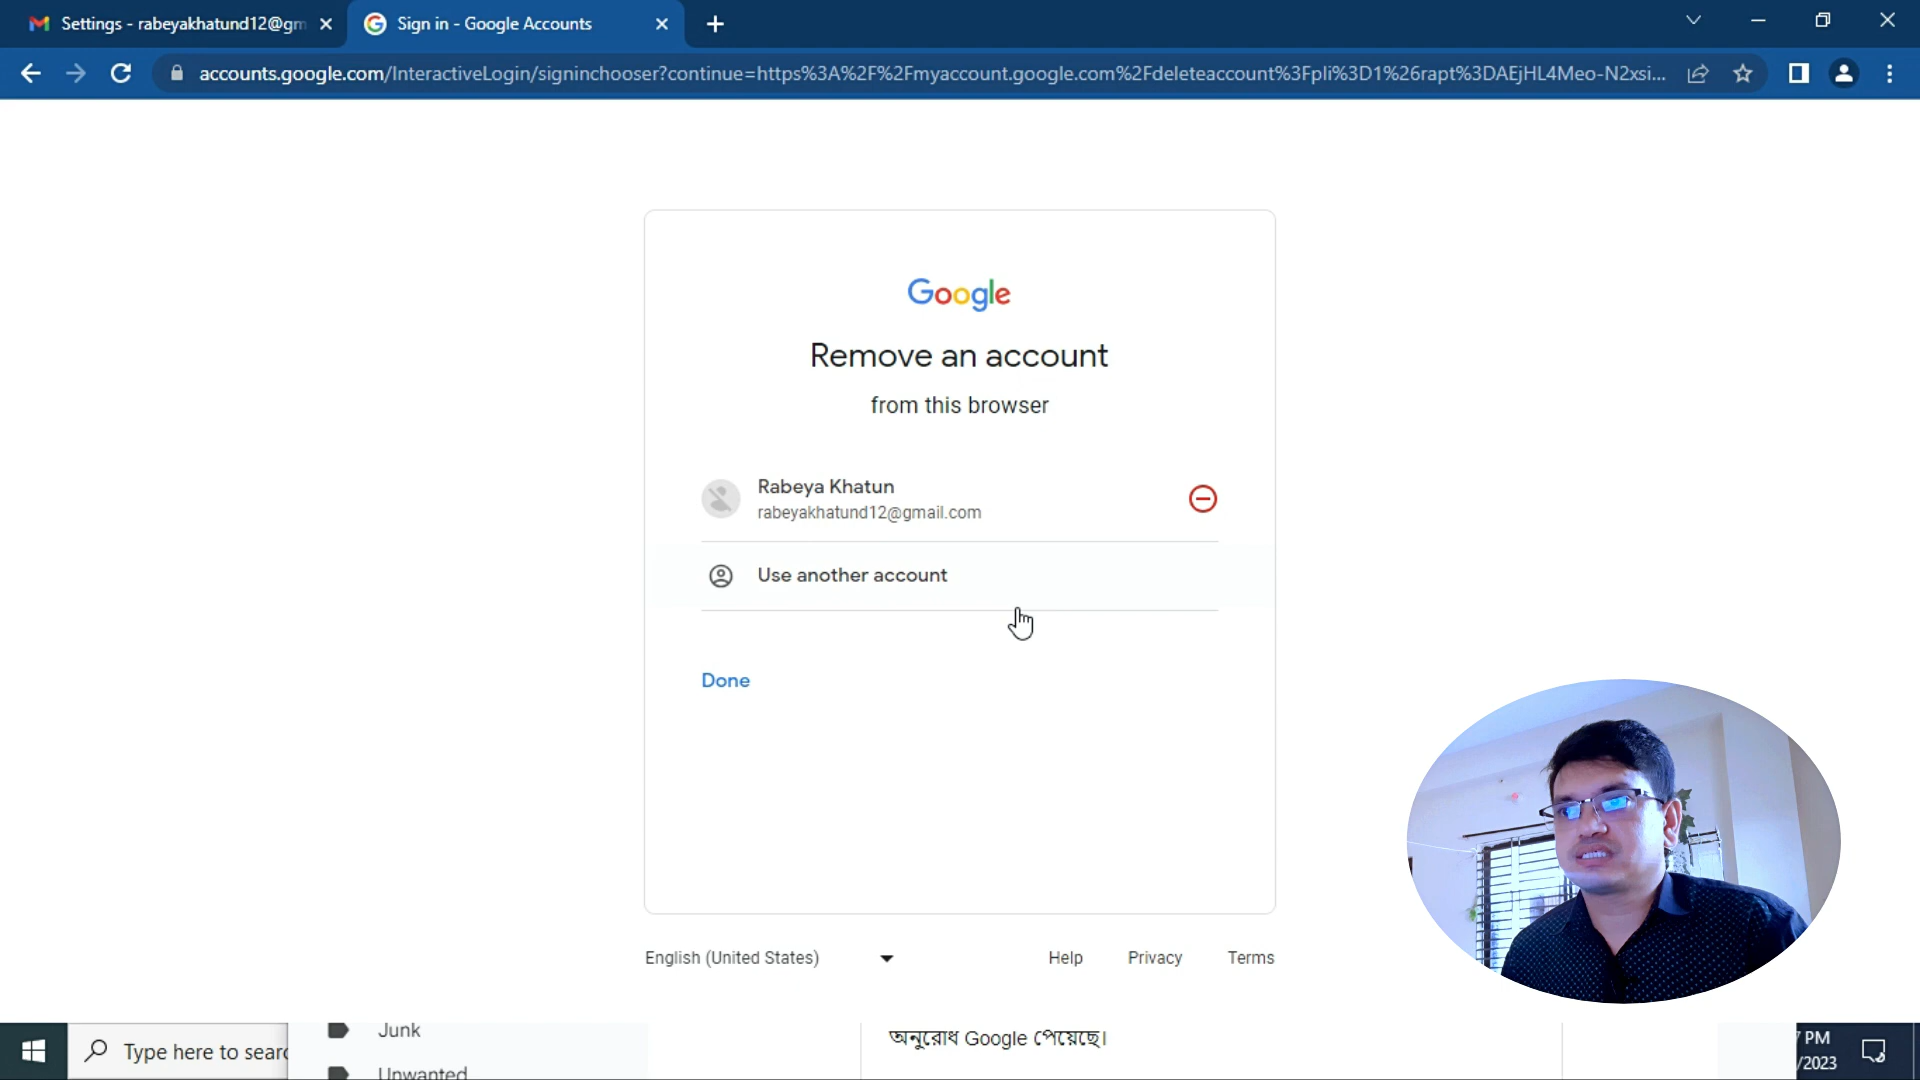 Settings - rabeyakhatund12@gm
Sign in - Google Accounts
accounts.google.com/InteractiveLogin/signinchooser?continue=https%3A%2F%2Fmyaccount.google.com%2Fdeleteaccount%3Fpli%3D1%26rapt%3DAEjHL4Meo-N2xsi...
Google
Remove an account
from this browser
Rabeya Khatun
rabeyakhatund12@gmail.com
Use another account
Done
English (United States)
Help
Privacy
Terms
Junk
অনুরোধ Google পেয়েছে।
Type here to searc
Unwanted
7 PM
/2023